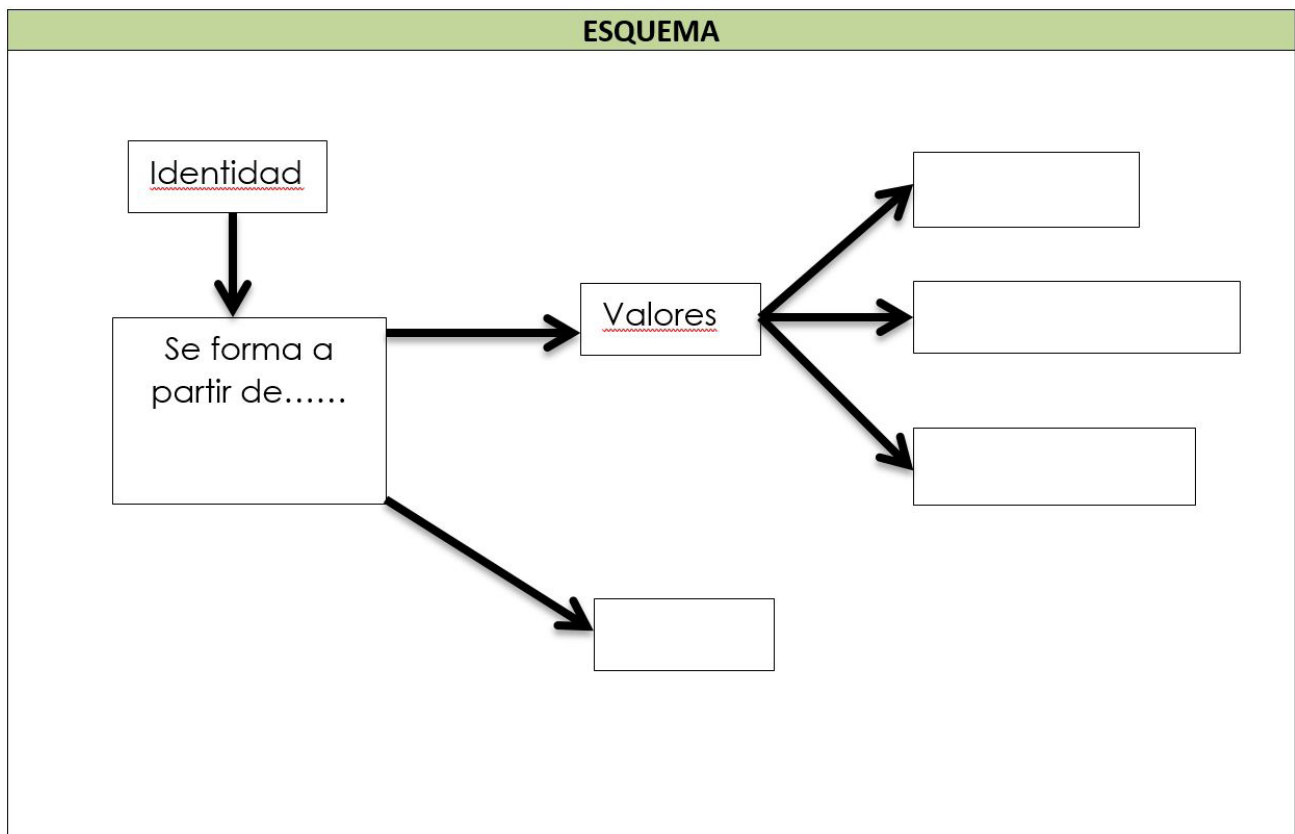 ESQUEMA
Identidad
Se forma a
partir de......
Valores